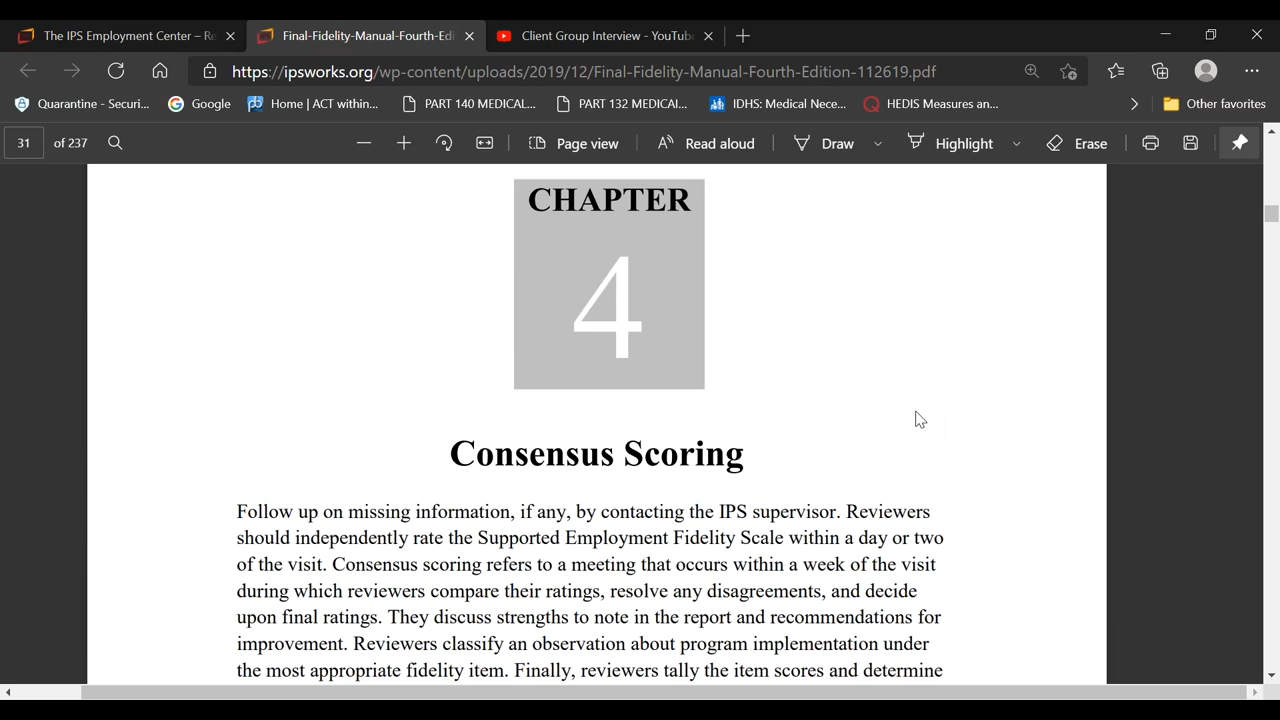 The IPS Employment Center – Re
Final-Fidelity-Manual-Fourth-Edi
Client Group Interview - YouTube
https://ipsworks.org/wp-content/uploads/2019/12/Final-Fidelity-Manual-Fourth-Edition-112619.pdf
Quarantine - Securi...
Google
Home | ACT within...
PART 140 MEDICAL...
PART 132 MEDICAl...
IDHS: Medical Nece...
HEDIS Measures an...
Other favorites
31 of 237
Page view
Read aloud
Draw
Highlight
Erase
CHAPTER
4
Consensus Scoring
Follow up on missing information, if any, by contacting the IPS supervisor. Reviewers
should independently rate the Supported Employment Fidelity Scale within a day or two
of the visit. Consensus scoring refers to a meeting that occurs within a week of the visit
during which reviewers compare their ratings, resolve any disagreements, and decide
upon final ratings. They discuss strengths to note in the report and recommendations for
improvement. Reviewers classify an observation about program implementation under
the most appropriate fidelity item. Finally, reviewers tally the item scores and determine